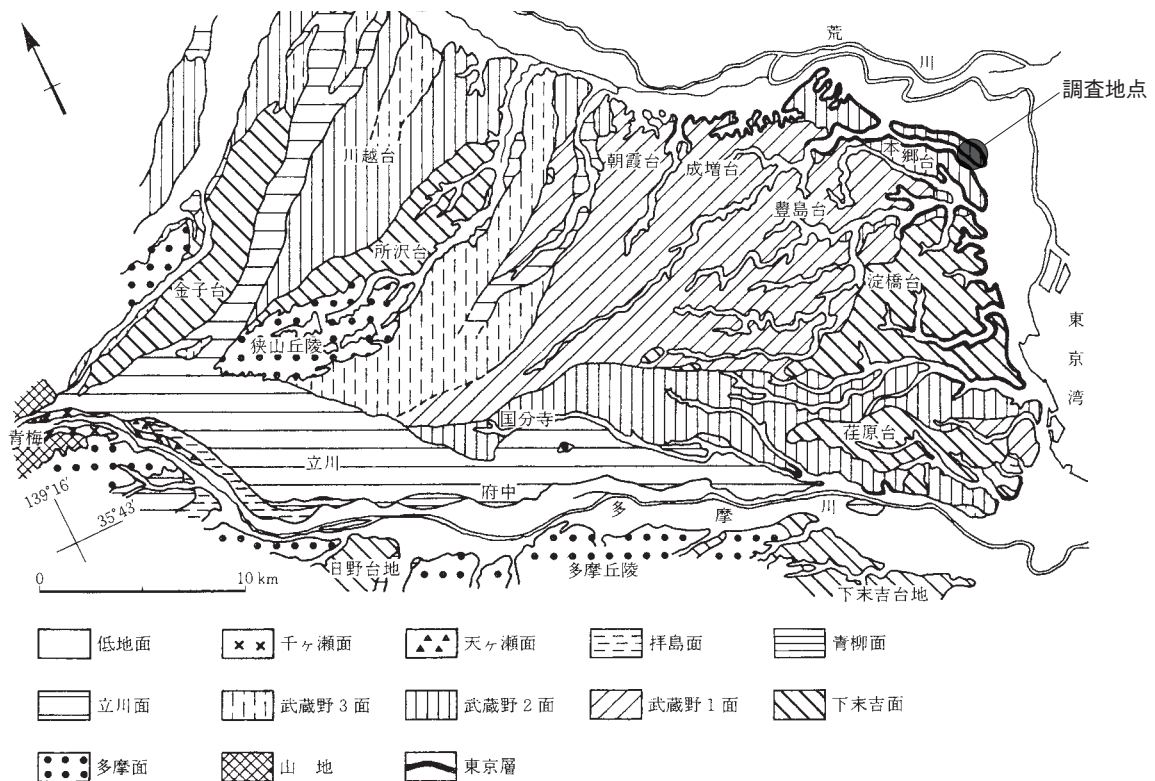 荒
川
調査地点
川越台
朝霞台
成増台
本郷台
豊島台
所沢台
淀橋台
金子台
狭山丘陵
東
京
湾
国分寺
荏原台
青梅
立川
府中
139°16′
35°43′
多 摩 川
0 10 km
日野台地
多摩丘陵
下末吉台地
低地面 千ヶ瀬面 天ヶ瀬面 拝島面 青柳面
立川面 武蔵野3面 武蔵野2面 武蔵野1面 下末吉面
多摩面 山 地 東京層